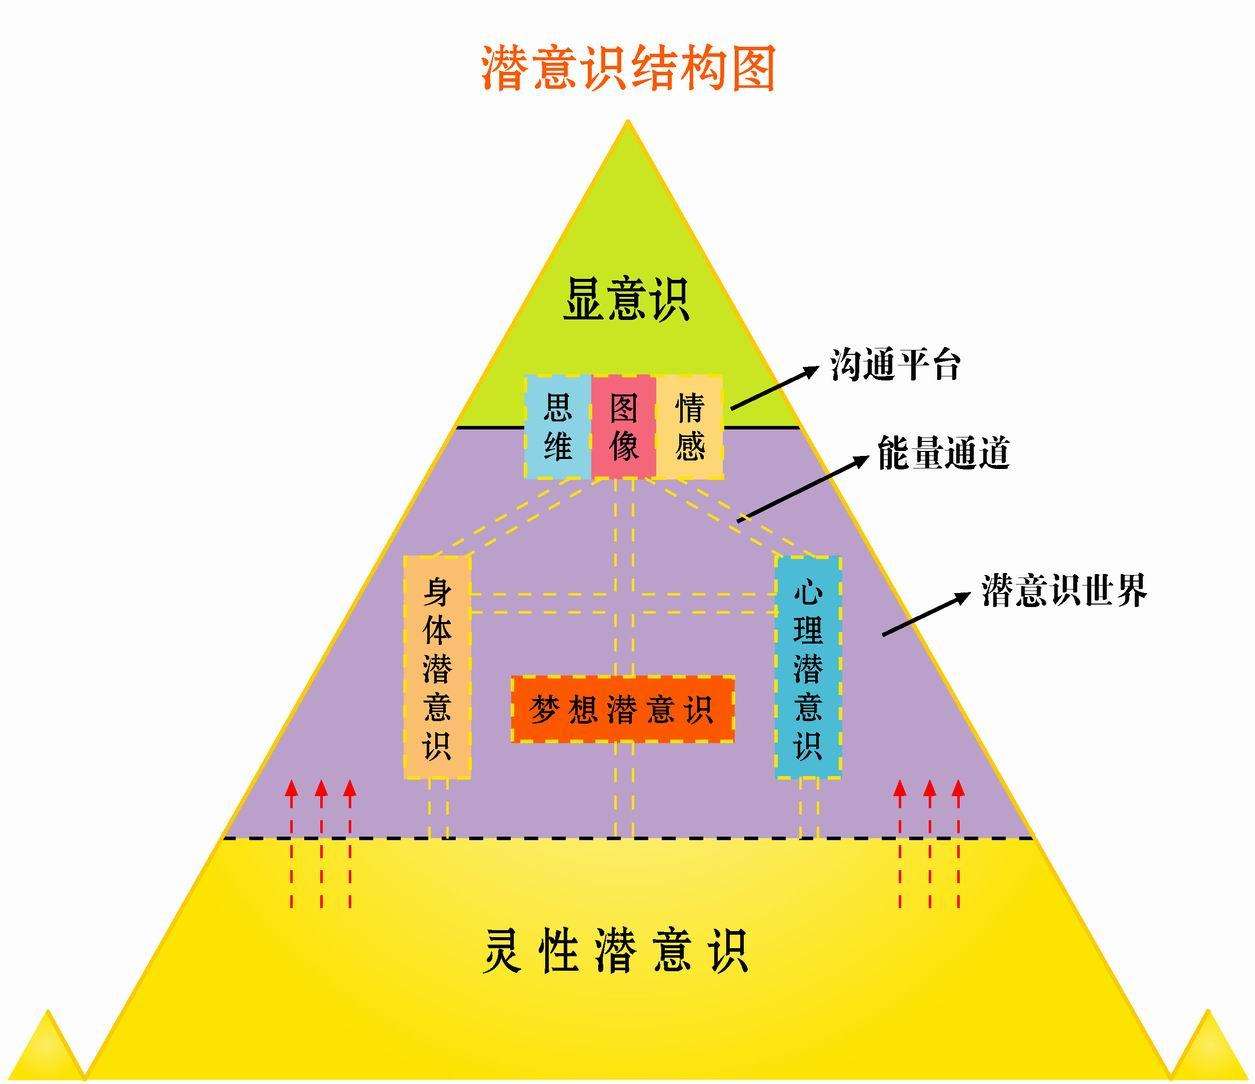 潜意识结构图
显意识
沟通平台
思维
图像
情感
能量通道
身体潜意识
心理潜意识
潜意识世界
梦想潜意识
灵性潜意识